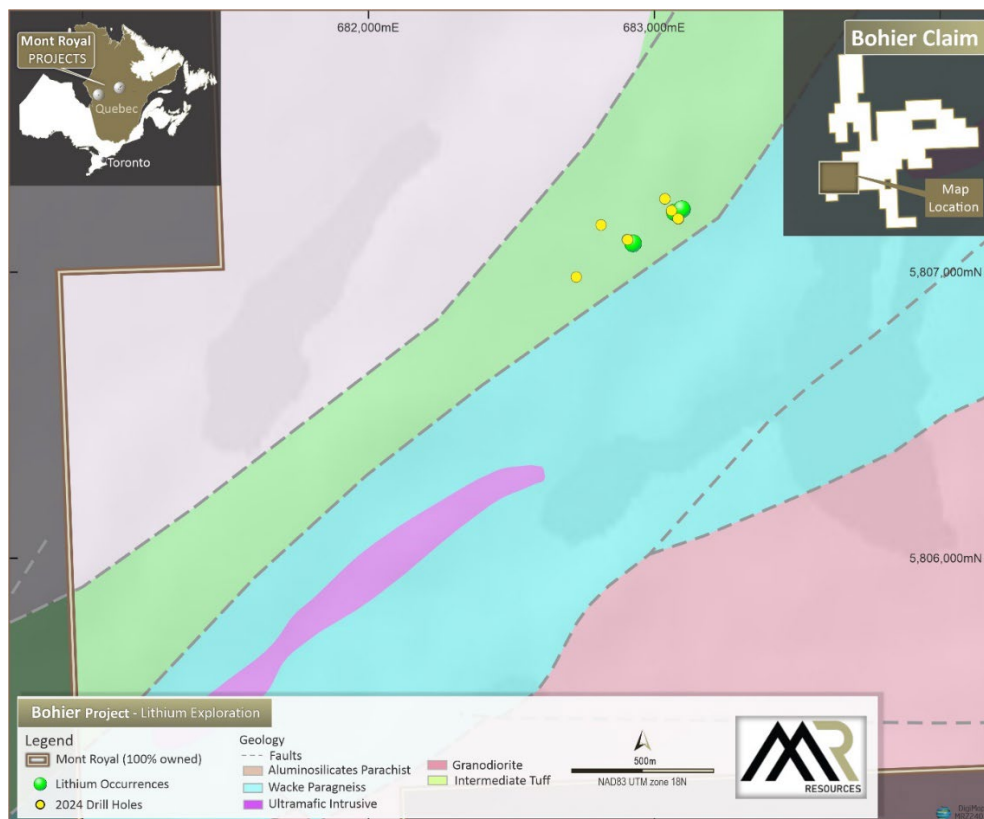 682,000mE
683,000mE
Mont Royal
PROJECTS
Quebec
Toronto
Bohier Claim
Map
Location
5,807,000mN
5,806,000mN
Bohier Project - Lithium Exploration
Legend
Mont Royal (100% owned)
Lithium Occurrences
2024 Drill Holes
Geology
Faults
Aluminosilicates Parachist
Wacke Paragneiss
Ultramafic Intrusive
Granodiorite
Intermediate Tuff
500m
NAD83 UTM zone 18N
MR
RESOURCES